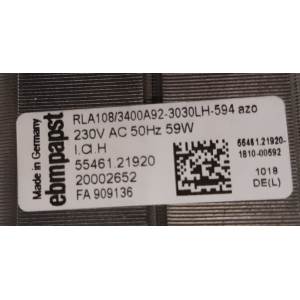 Made in Germany
ebmpapst
RLA108/3400A92-3030LH-594 azo
230V AC 50Hz 59W
I.Cl.H
55461.21920
20002652
FA 909136
55461.21920-
1810-00592
1018
DE(L)